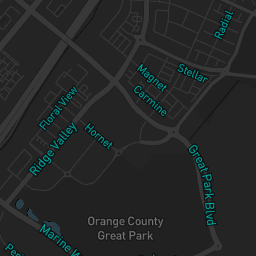 Radial
Stellar
Magnet
Carmine
Floral View
Hornet
Ridge Valley
Great Park Blvd
Orange County
Great Park
Marine